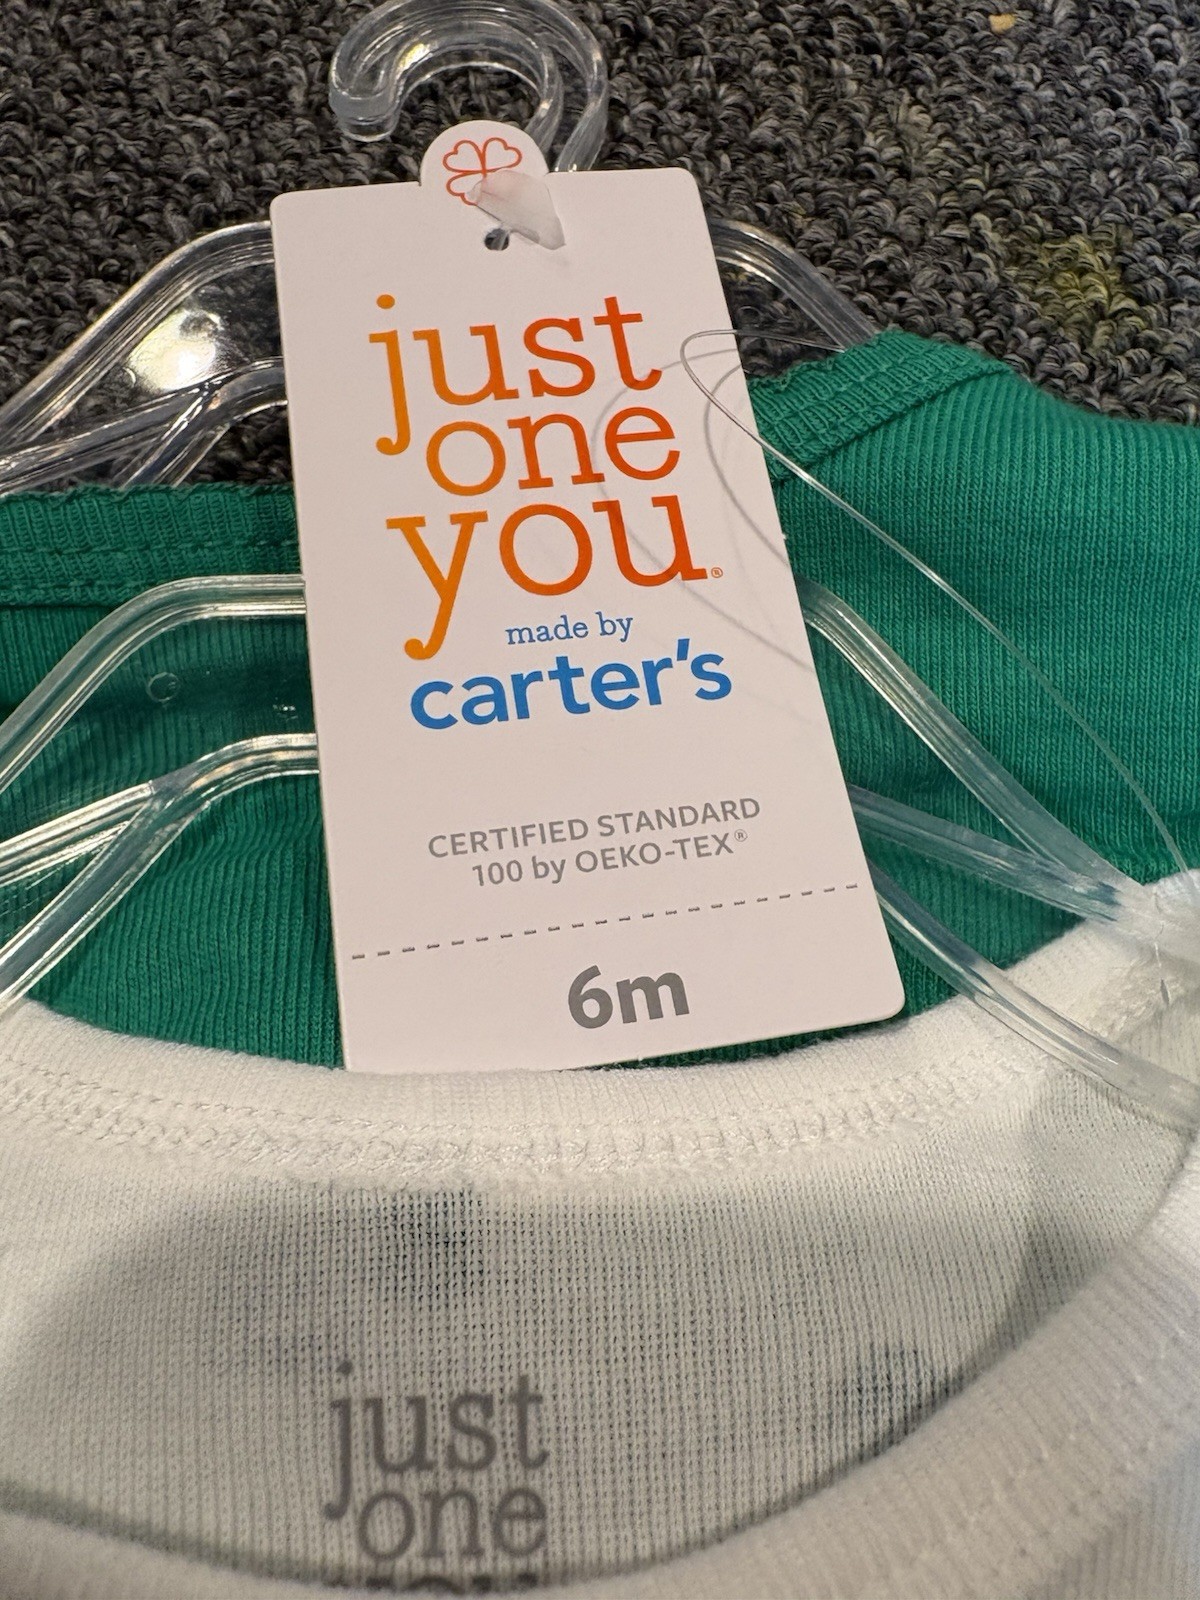 just
one
you®
made by
carter's
CERTIFIED STANDARD
100 by OEKO-TEX®
6m
just
one